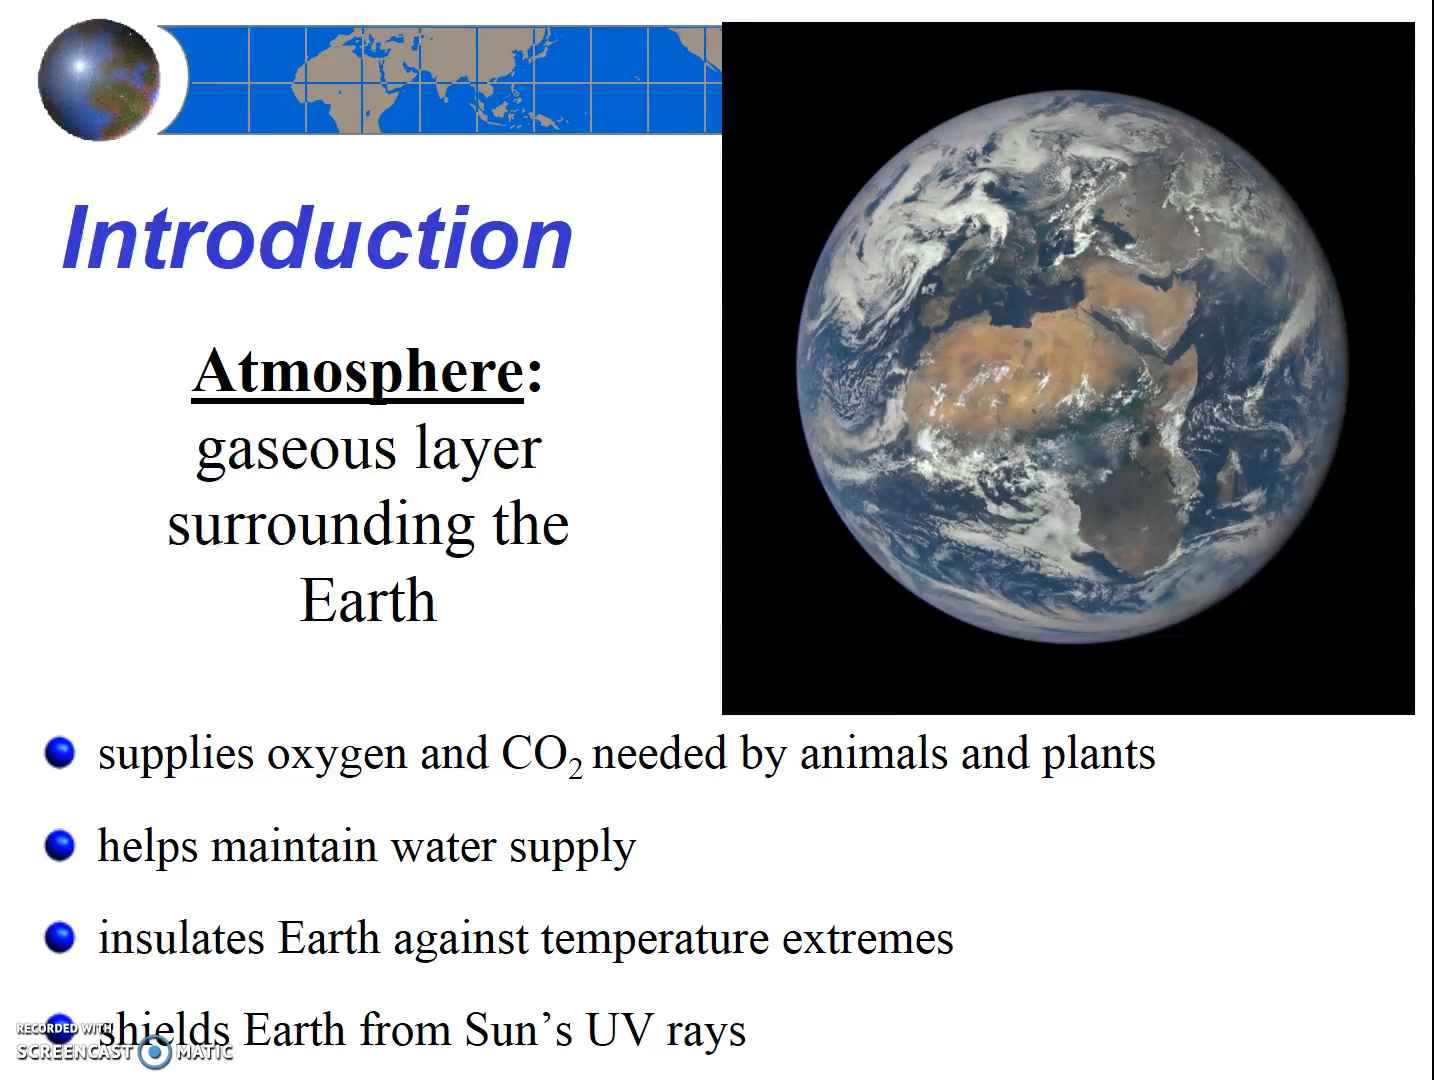 Introduction
Atmosphere:
gaseous layer
surrounding the
Earth
supplies oxygen and CO₂ needed by animals and plants
helps maintain water supply
insulates Earth against temperature extremes
shields Earth from Sun’s UV rays
RECORDED WITH
SCREENCAST MATIC